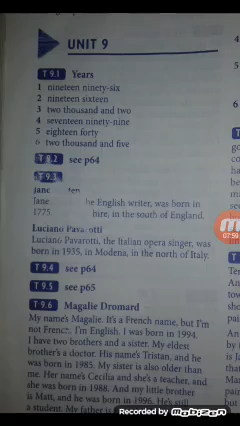 UNIT 9
T 9.1 Years
1 nineteen ninety-six
2 nineteen sixteen
3 two thousand and two
4 seventeen ninety-nine
5 eighteen forty
6 two thousand and five
T 9.2 see p64
T 9.3
Jane
Jane he English writer, was born in
1775 hire, in the south of England.
Luciano Pava otti
Luciano Pavarotti, the Italian opera singer, was
born in 1935, in Modena, in the north of Italy.
T 9.4 see p64
T 9.5 see p65
T 9.6 Magalie Dromard
My name's Magalie. It's a French name, but I'm
not French. I'm English. I was born in 1994.
I have two brothers and a sister. My eldest
brother's a doctor. His name's Tristan, and he
was born in 1985. My sister is also older than
me. Her name's Cecilia and she's a teacher, and
she was born in 1988. And my little brother
is Matt, and he was born in 1996. He's still
a student. My father is
07:59
Recorded by mobizen